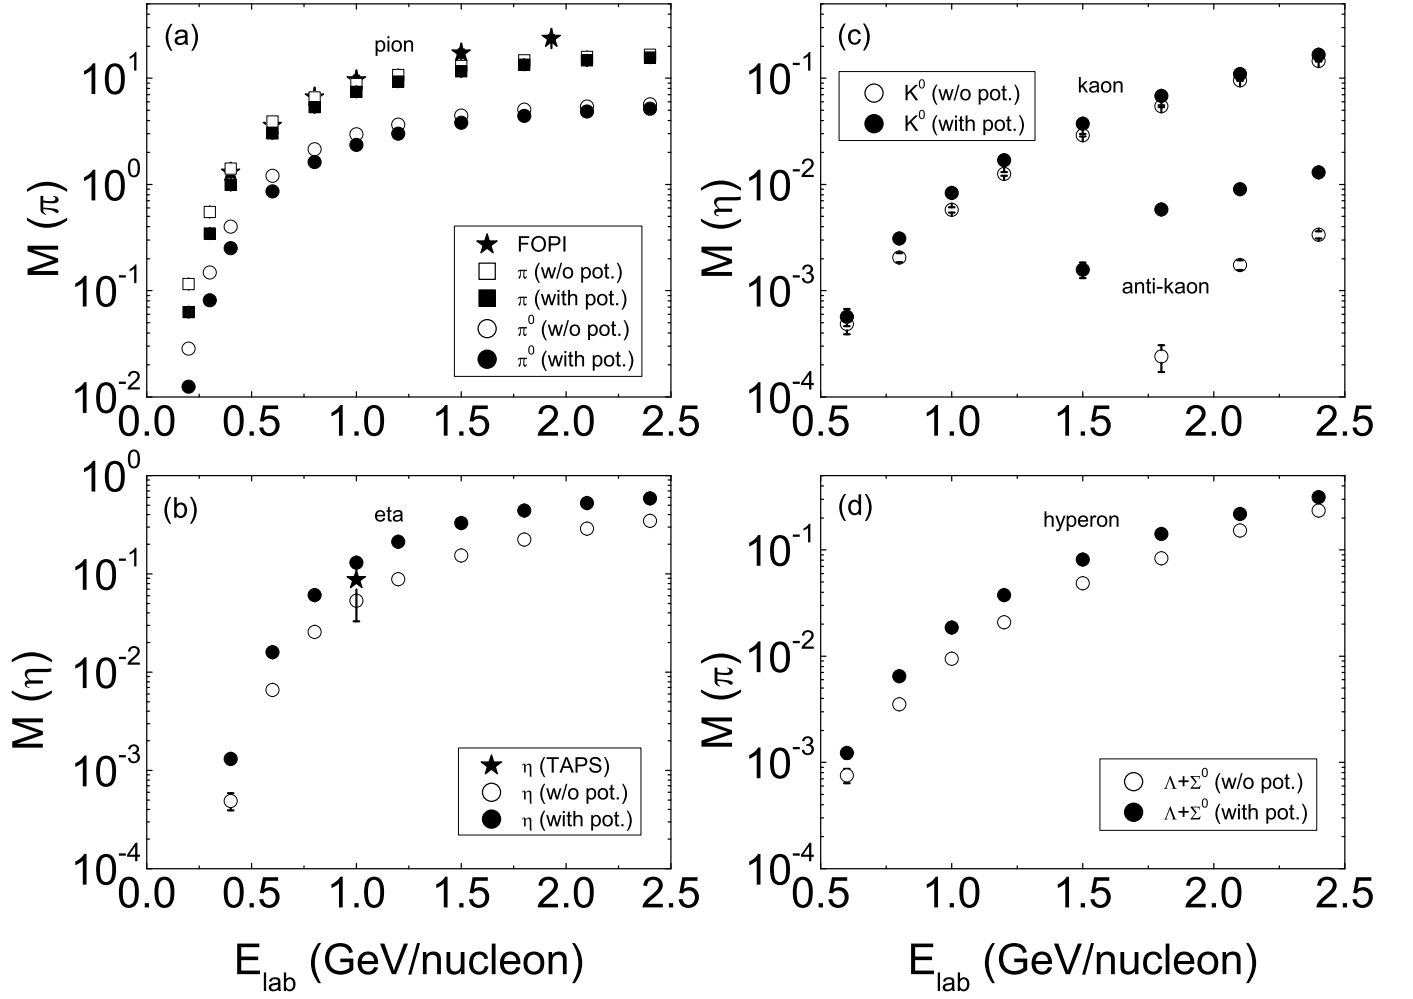 (a)
pion
10^1
10^0
10^-1
10^-2
M (π)
★ FOPI
□ π (w/o pot.)
■ π (with pot.)
○ π^0 (w/o pot.)
● π^0 (with pot.)
0.0 0.5 1.0 1.5 2.0 2.5
(c)
kaon
○ K^0 (w/o pot.)
● K^0 (with pot.)
anti-kaon
10^-1
10^-2
10^-3
10^-4
M (η)
0.5 1.0 1.5 2.0 2.5
(b)
eta
10^0
10^-1
10^-2
10^-3
10^-4
M (η)
★ η (TAPS)
○ η (w/o pot.)
● η (with pot.)
0.0 0.5 1.0 1.5 2.0 2.5
E_lab (GeV/nucleon)
(d)
hyperon
10^-1
10^-2
10^-3
10^-4
M (π)
○ Λ+Σ^0 (w/o pot.)
● Λ+Σ^0 (with pot.)
0.5 1.0 1.5 2.0 2.5
E_lab (GeV/nucleon)